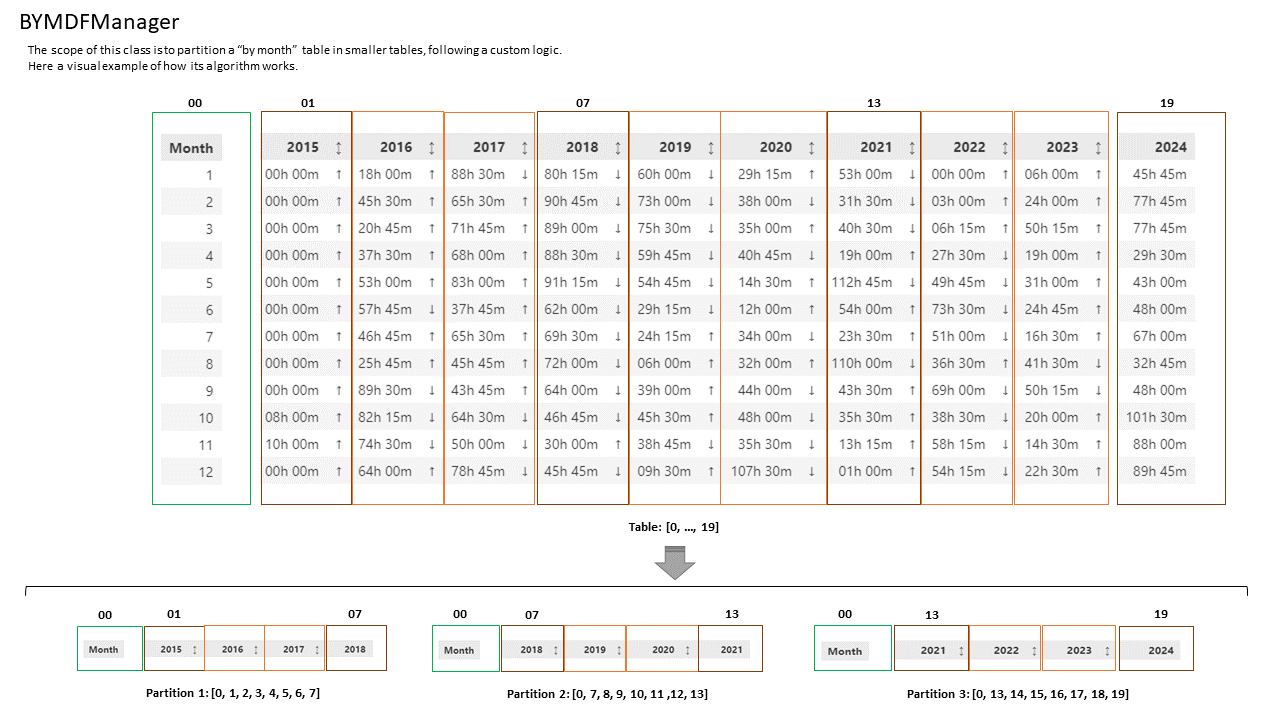 BYMDFManager
The scope of this class is to partition a “by month” table in smaller tables, following a custom logic.
Here a visual example of how its algorithm works.
00 01 07 13 19
Month 2015 ↕ 2016 ↕ 2017 ↕ 2018 ↕ 2019 ↕ 2020 ↕ 2021 ↕ 2022 ↕ 2023 ↕ 2024
1 00h 00m ↑ 18h 00m ↑ 88h 30m ↓ 80h 15m ↓ 60h 00m ↓ 29h 15m ↑ 53h 00m ↓ 00h 00m ↑ 06h 00m ↑ 45h 45m
2 00h 00m ↑ 45h 30m ↑ 65h 30m ↑ 90h 45m ↓ 73h 00m ↓ 38h 00m ↓ 31h 30m ↓ 03h 00m ↑ 24h 00m ↑ 77h 45m
3 00h 00m ↑ 20h 45m ↑ 71h 45m ↑ 89h 00m ↓ 75h 30m ↓ 35h 00m ↑ 40h 30m ↓ 06h 15m ↑ 50h 15m ↑ 77h 45m
4 00h 00m ↑ 37h 30m ↑ 68h 00m ↑ 88h 30m ↓ 59h 45m ↓ 40h 45m ↓ 19h 00m ↑ 27h 30m ↓ 19h 00m ↑ 29h 30m
5 00h 00m ↑ 53h 00m ↑ 83h 00m ↑ 91h 15m ↓ 54h 45m ↓ 14h 30m ↑ 112h 45m ↓ 49h 45m ↓ 31h 00m ↑ 43h 00m
6 00h 00m ↑ 57h 45m ↓ 37h 45m ↑ 62h 00m ↓ 29h 15m ↓ 12h 00m ↑ 54h 00m ↑ 73h 30m ↓ 24h 45m ↑ 48h 00m
7 00h 00m ↑ 46h 45m ↑ 65h 30m ↑ 69h 30m ↓ 24h 15m ↑ 34h 00m ↓ 23h 30m ↑ 51h 00m ↓ 16h 30m ↑ 67h 00m
8 00h 00m ↑ 25h 45m ↑ 45h 45m ↑ 72h 00m ↓ 06h 00m ↑ 32h 00m ↑ 110h 00m ↓ 36h 30m ↑ 41h 30m ↓ 32h 45m
9 00h 00m ↑ 89h 30m ↓ 43h 45m ↑ 64h 00m ↓ 39h 00m ↑ 44h 00m ↓ 43h 30m ↑ 69h 00m ↓ 50h 15m ↓ 48h 00m
10 08h 00m ↑ 82h 15m ↓ 64h 30m ↓ 46h 45m ↓ 45h 30m ↑ 48h 00m ↓ 35h 30m ↑ 38h 30m ↓ 20h 00m ↑ 101h 30m
11 10h 00m ↑ 74h 30m ↓ 50h 00m ↓ 30h 00m ↑ 38h 45m ↓ 35h 30m ↓ 13h 15m ↑ 58h 15m ↓ 14h 30m ↑ 88h 00m
12 00h 00m ↑ 64h 00m ↑ 78h 45m ↓ 45h 45m ↓ 09h 30m ↑ 107h 30m ↓ 01h 00m ↑ 54h 15m ↓ 22h 30m ↑ 89h 45m
Table: [0, …, 19]
00 01 07
Month 2015 ↕ 2016 ↕ 2017 ↕ 2018
Partition 1: [0, 1, 2, 3, 4, 5, 6, 7]
00 07 13
Month 2018 ↕ 2019 ↕ 2020 ↕ 2021
Partition 2: [0, 7, 8, 9, 10, 11 ,12, 13]
00 13 19
Month 2021 ↕ 2022 ↕ 2023 ↕ 2024
Partition 3: [0, 13, 14, 15, 16, 17, 18, 19]